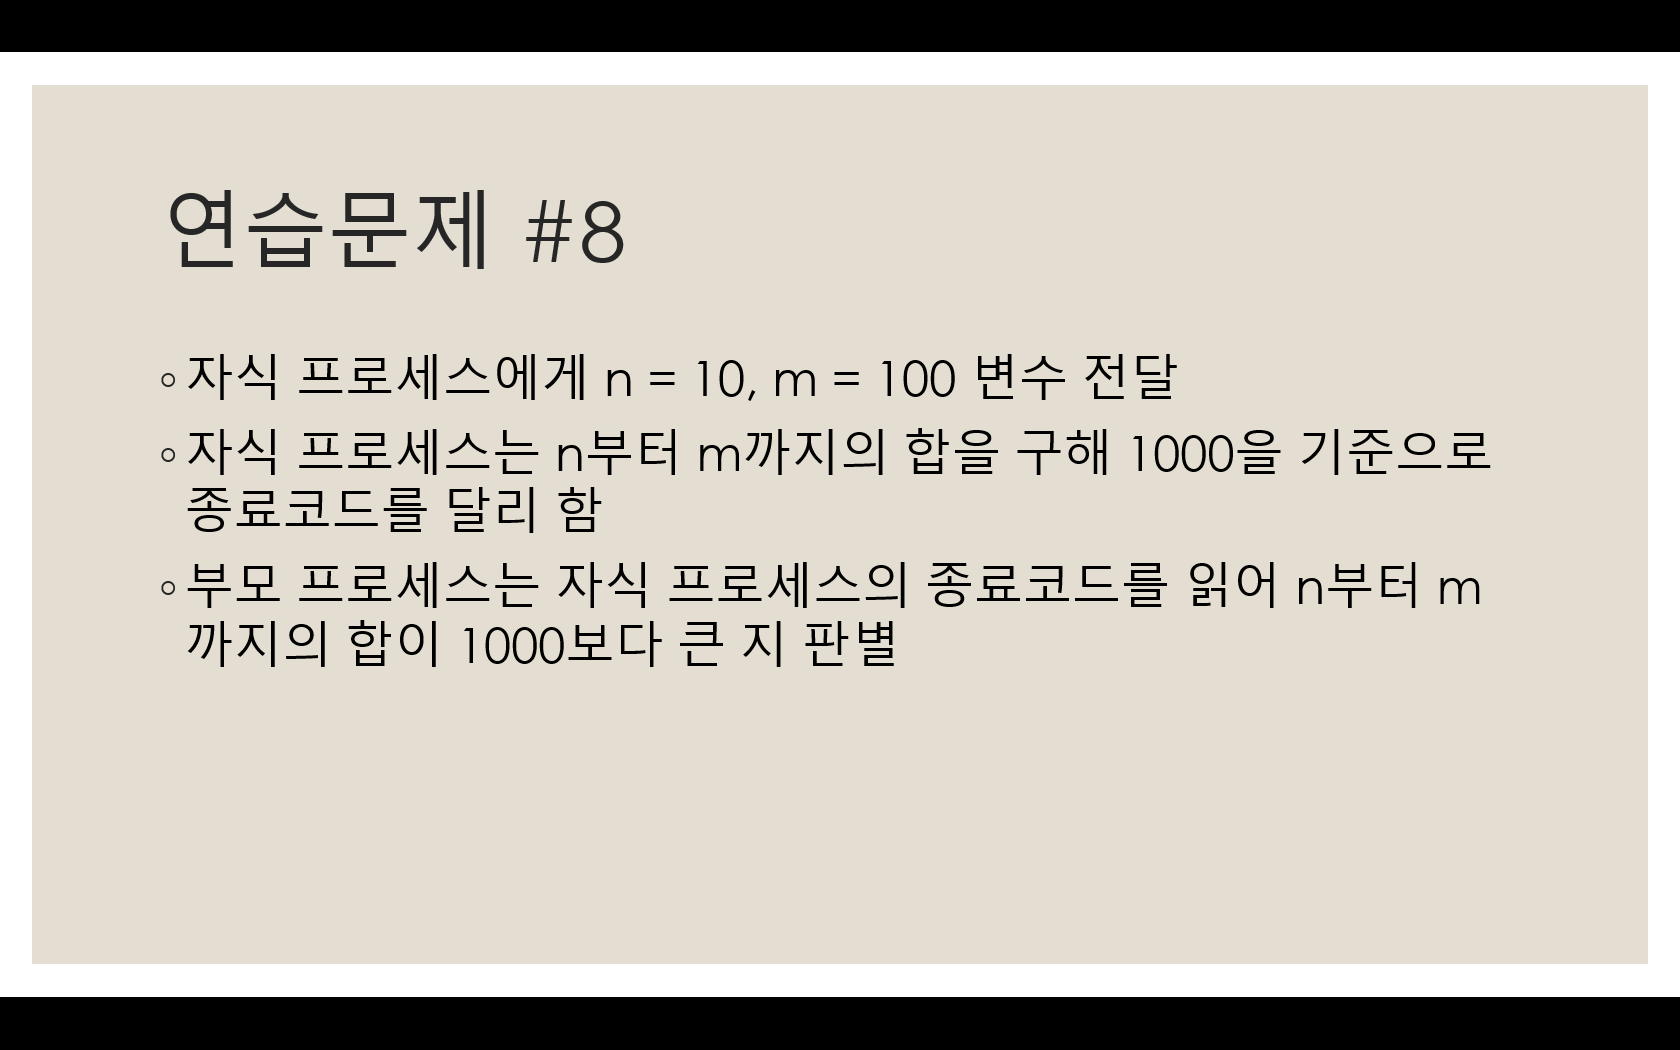 연습문제 #8
◦자식 프로세스에게 n = 10, m = 100 변수 전달
◦자식 프로세스는 n부터 m까지의 합을 구해 1000을 기준으로
종료코드를 달리 함
◦부모 프로세스는 자식 프로세스의 종료코드를 읽어 n부터 m
까지의 합이 1000보다 큰 지 판별